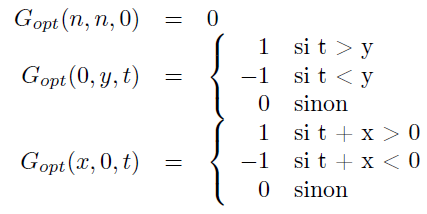 G_opt(n, n, 0) = 0
1 si t > y
G_opt(0, y, t) = { −1 si t < y
0 sinon
1 si t + x > 0
G_opt(x, 0, t) = { −1 si t + x < 0
0 sinon